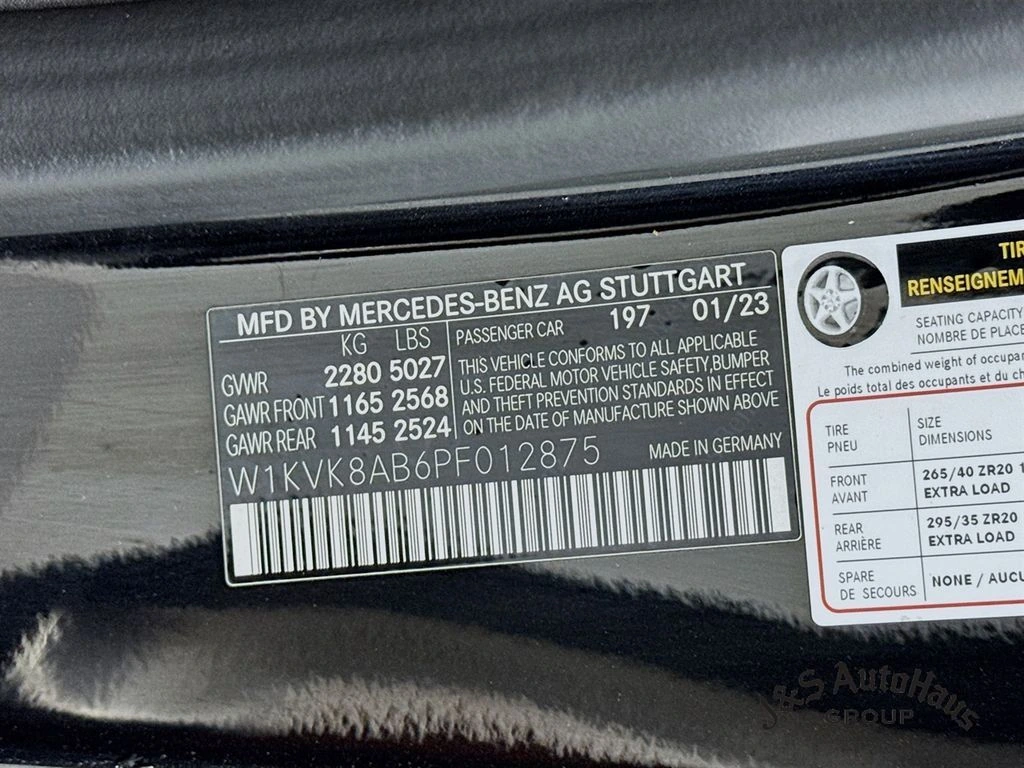 MFD BY MERCEDES-BENZ AG STUTTGART
KG LBS
GVWR 2280 5027
GAWR FRONT 1165 2568
GAWR REAR 1145 2524
PASSENGER CAR 197 01/23
THIS VEHICLE CONFORMS TO ALL APPLICABLE
U.S. FEDERAL MOTOR VEHICLE SAFETY,BUMPER
AND THEFT PREVENTION STANDARDS IN EFFECT
ON THE DATE OF MANUFACTURE SHOWN ABOVE
W1KVK8AB6PF012875
MADE IN GERMANY
TIR
RENSEIGNEM
SEATING CAPACITY
NOMBRE DE PLACE
The combined weight of occupa
Le poids total des occupants et du ch
TIRE
PNEU
SIZE
DIMENSIONS
FRONT
AVANT
265/40 ZR20 1
EXTRA LOAD
REAR
ARRIÈRE
295/35 ZR20
EXTRA LOAD
SPARE
DE SECOURS
NONE / AUCU
J&S AutoHaus
GROUP